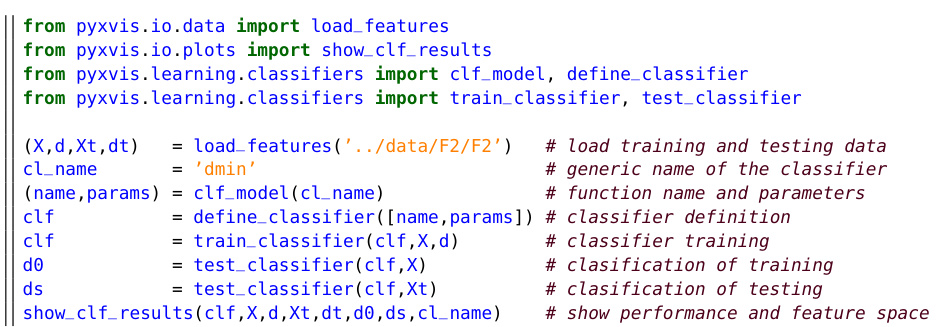 from pyxvis.io.data import load_features
from pyxvis.io.plots import show_clf_results
from pyxvis.learning.classifiers import clf_model, define_classifier
from pyxvis.learning.classifiers import train_classifier, test_classifier

(X,d,Xt,dt)   = load_features(’../data/F2/F2’)   # load training and testing data
cl_name       = ’dmin’                           # generic name of the classifier
(name,params) = clf_model(cl_name)               # function name and parameters
clf           = define_classifier([name,params]) # classifier definition
clf           = train_classifier(clf,X,d)        # classifier training
d0            = test_classifier(clf,X)           # clasification of training
ds            = test_classifier(clf,Xt)          # clasification of testing
show_clf_results(clf,X,d,Xt,dt,d0,ds,cl_name)    # show performance and feature space